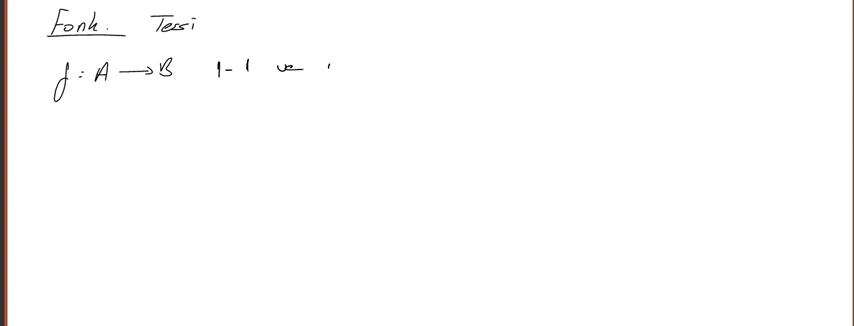 Fonk. Tersi
f: A → B 1-1 ve